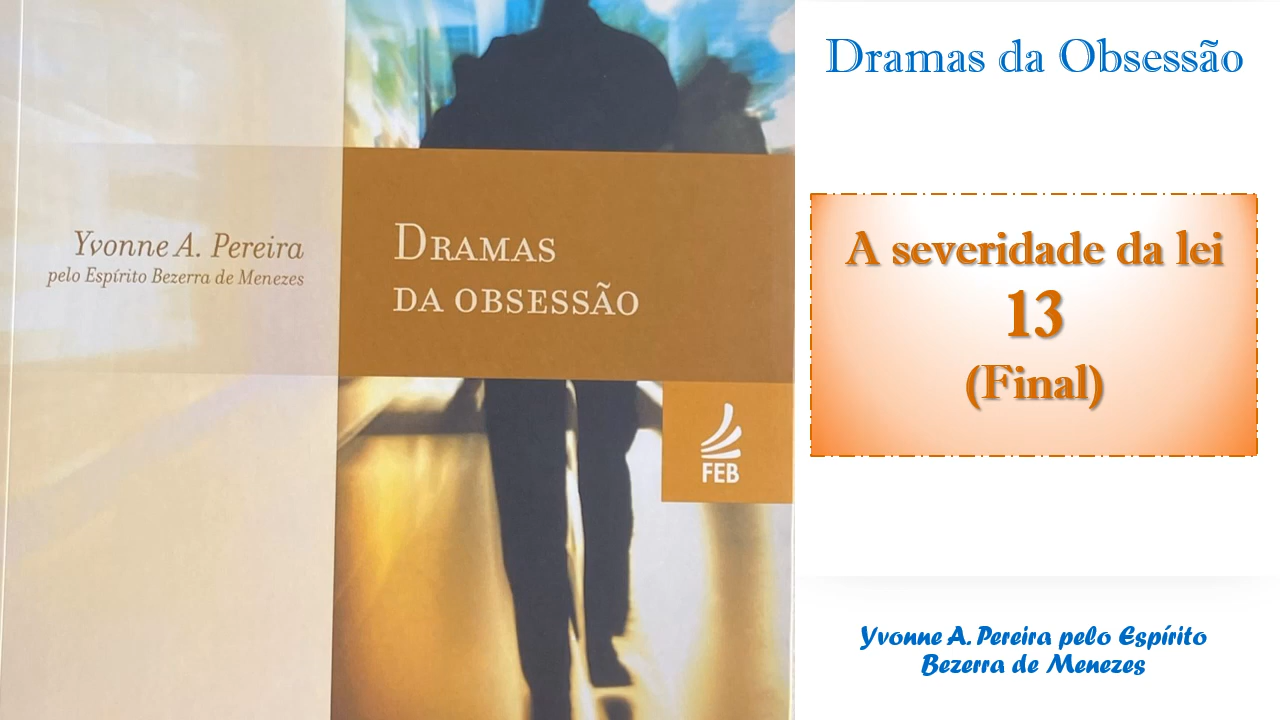 Yvonne A. Pereira
pelo Espírito Bezerra de Menezes
Dramas
da obsessão
FEB
Dramas da Obsessão
A severidade da lei
13
(Final)
Yvonne A. Pereira pelo Espírito
Bezerra de Menezes